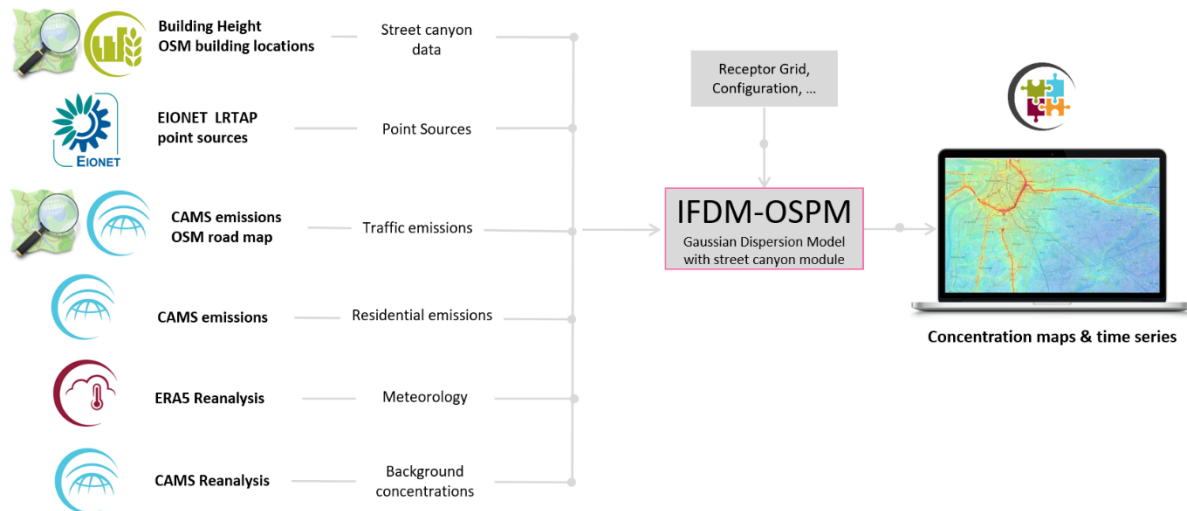 Building Height
OSM building locations
Street canyon
data
EIONET LRTAP
point sources
EIONET
Point Sources
CAMS emissions
OSM road map
Traffic emissions
CAMS emissions
Residential emissions
ERA5 Reanalysis
Meteorology
CAMS Reanalysis
Background
concentrations
Receptor Grid,
Configuration, ...
IFDM-OSPM
Gaussian Dispersion Model
with street canyon module
Concentration maps & time series